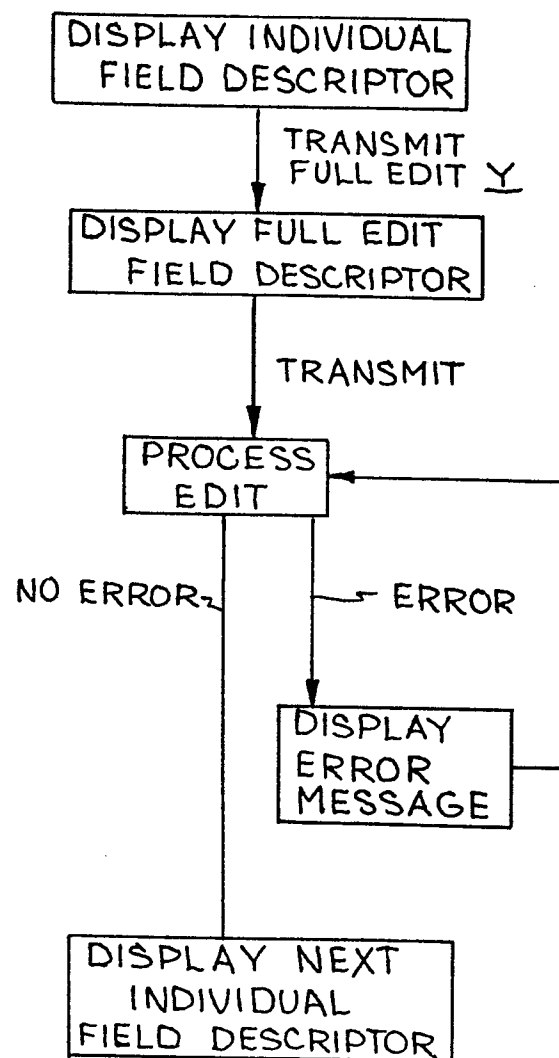 DISPLAY INDIVIDUAL
FIELD DESCRIPTOR
TRANSMIT
FULL EDIT Y
DISPLAY FULL EDIT
FIELD DESCRIPTOR
TRANSMIT
PROCESS
EDIT
NO ERROR
ERROR
DISPLAY
ERROR
MESSAGE
DISPLAY NEXT
INDIVIDUAL
FIELD DESCRIPTOR